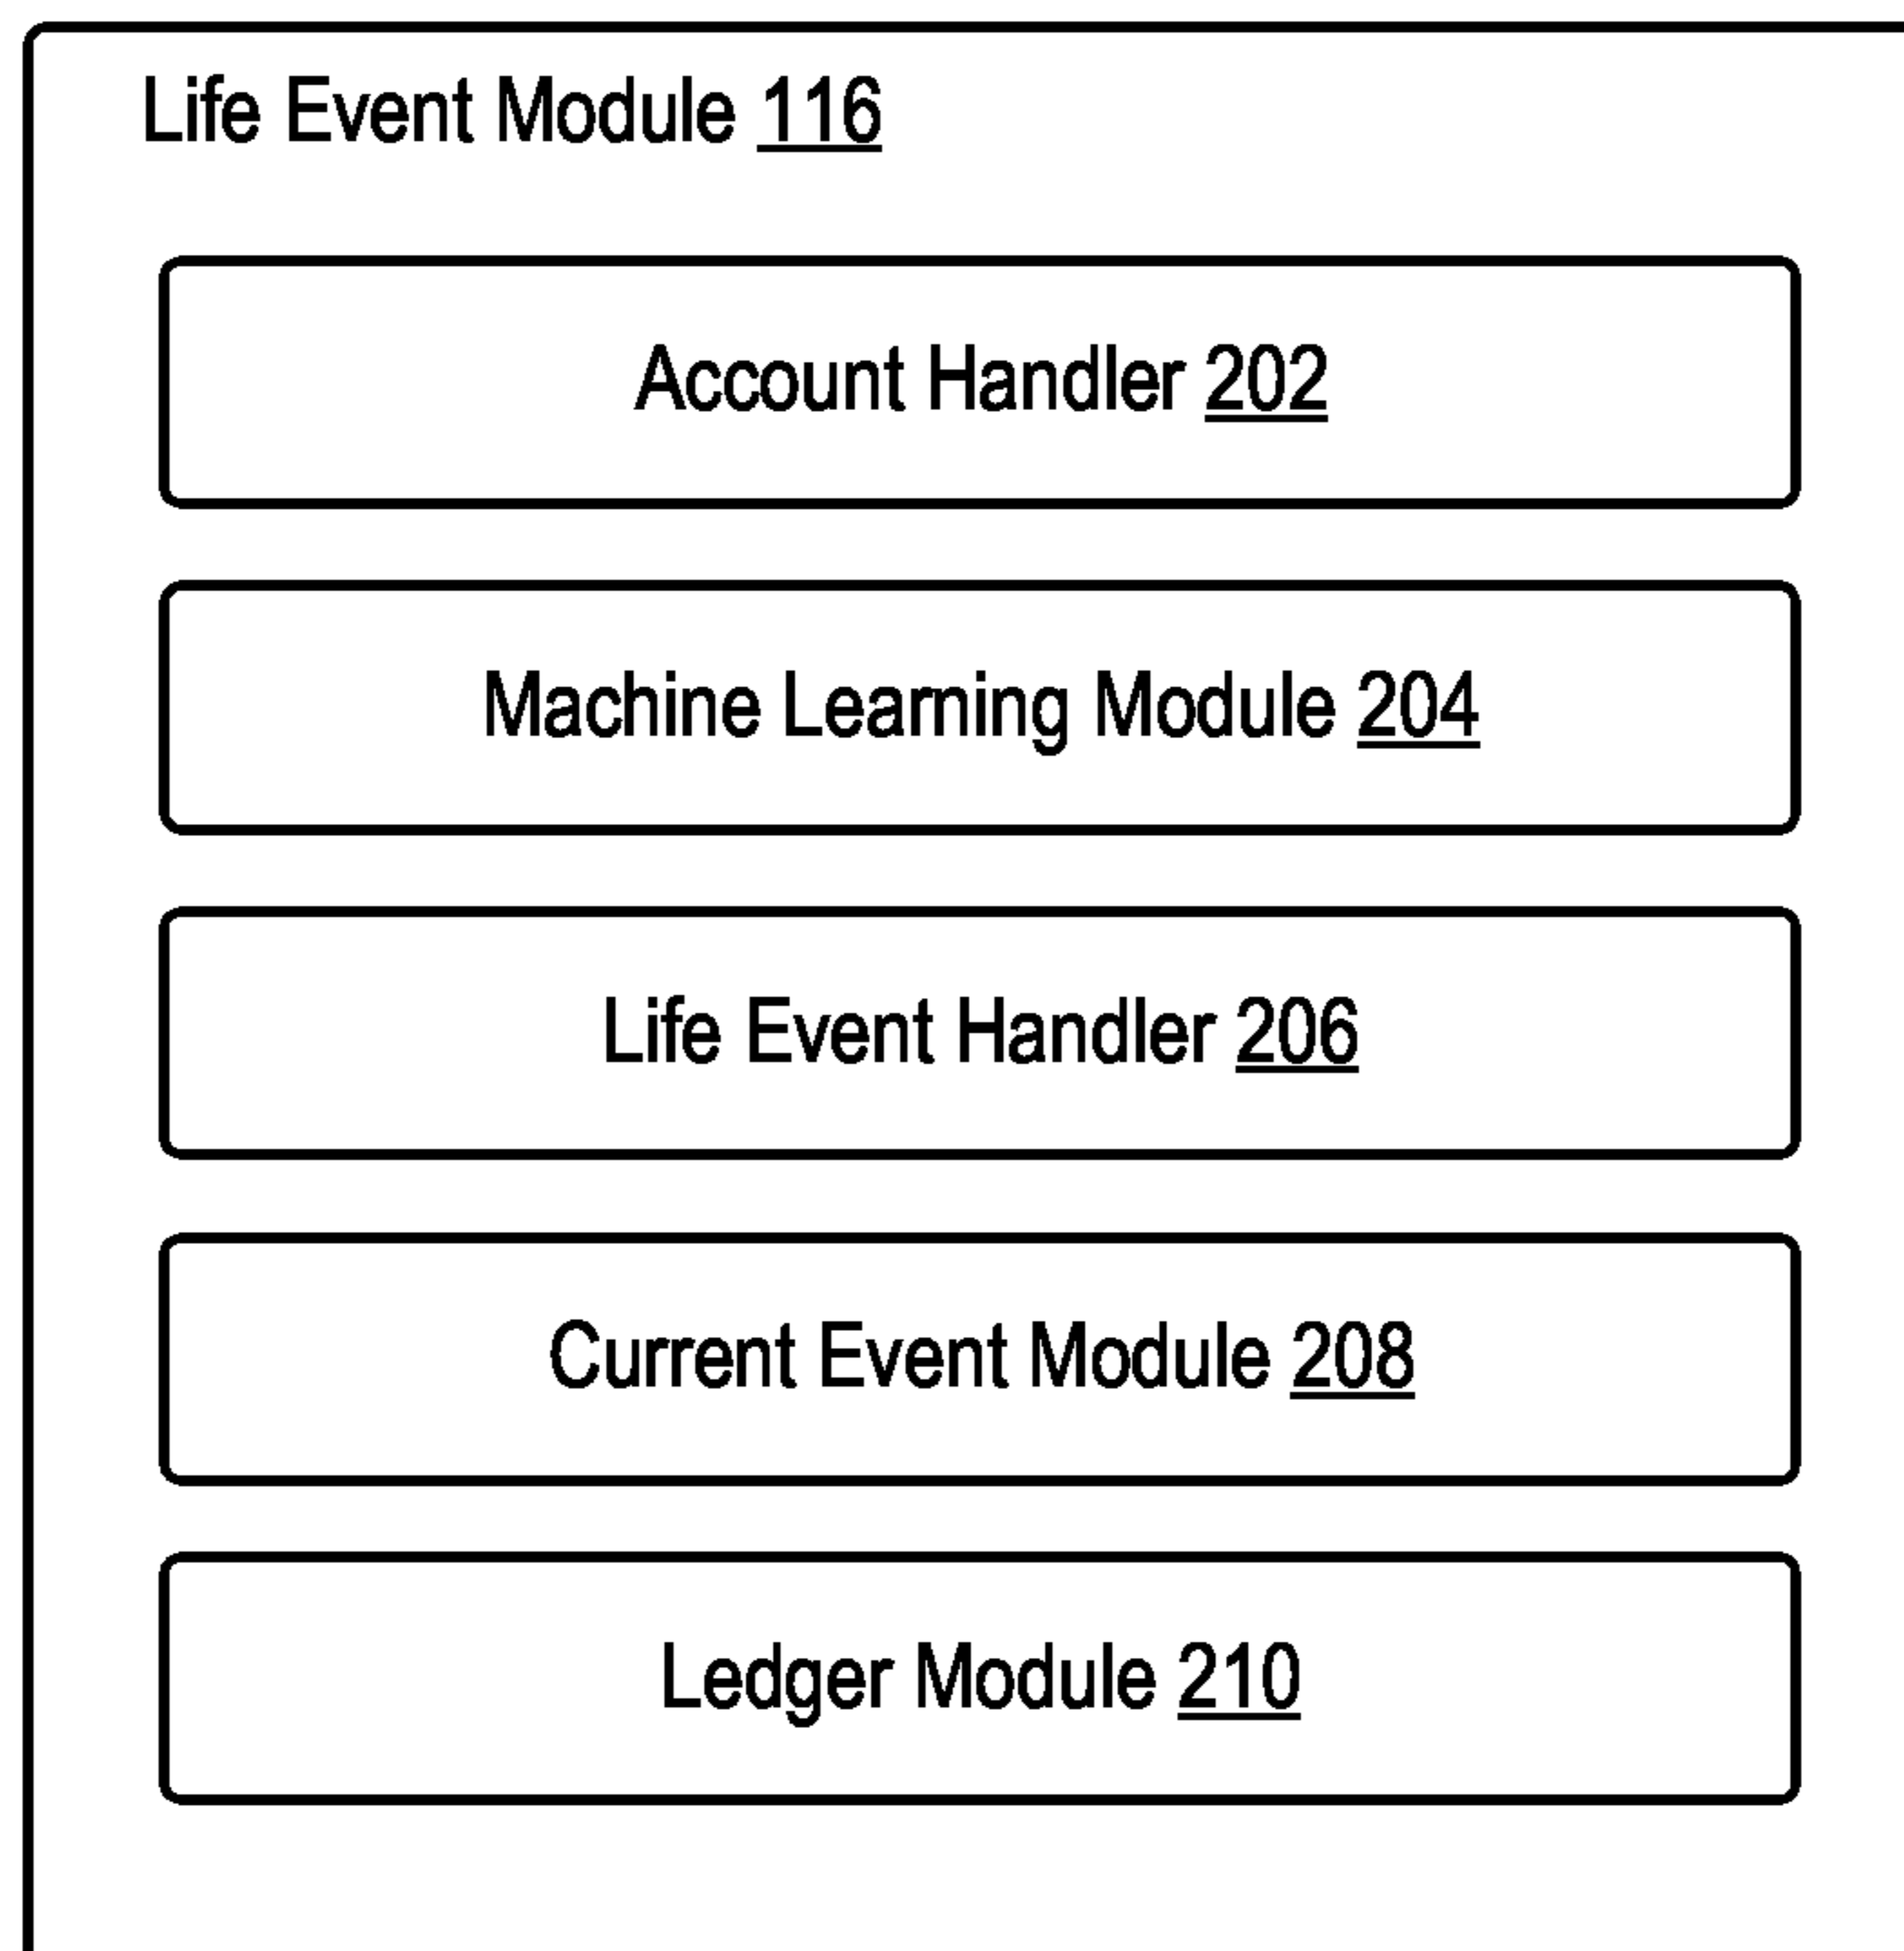 Life Event Module 116
Account Handler 202
Machine Learning Module 204
Life Event Handler 206
Current Event Module 208
Ledger Module 210